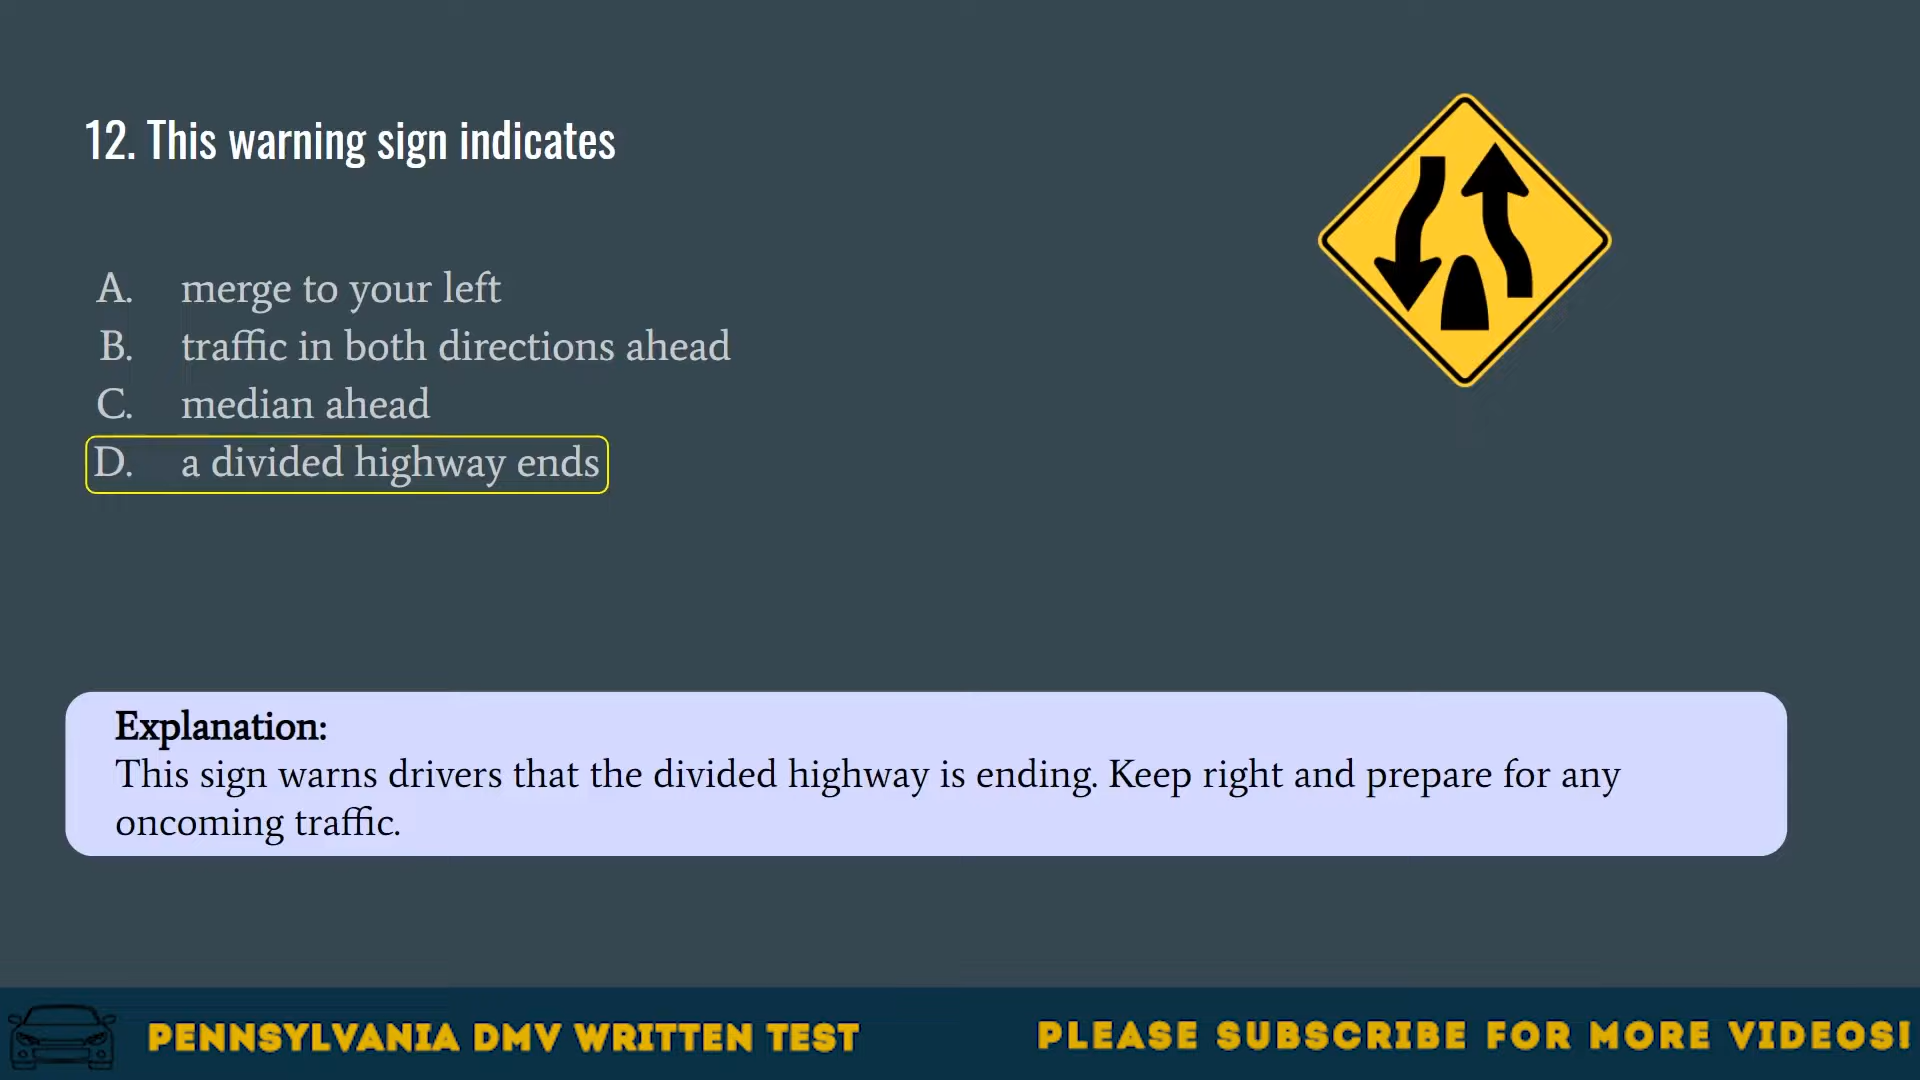 12. This warning sign indicates
A. merge to your left
B. traffic in both directions ahead
C. median ahead
D. a divided highway ends
Explanation:
This sign warns drivers that the divided highway is ending. Keep right and prepare for any
oncoming traffic.
PENNSYLVANIA DMV WRITTEN TEST
PLEASE SUBSCRIBE FOR MORE VIDEOS!